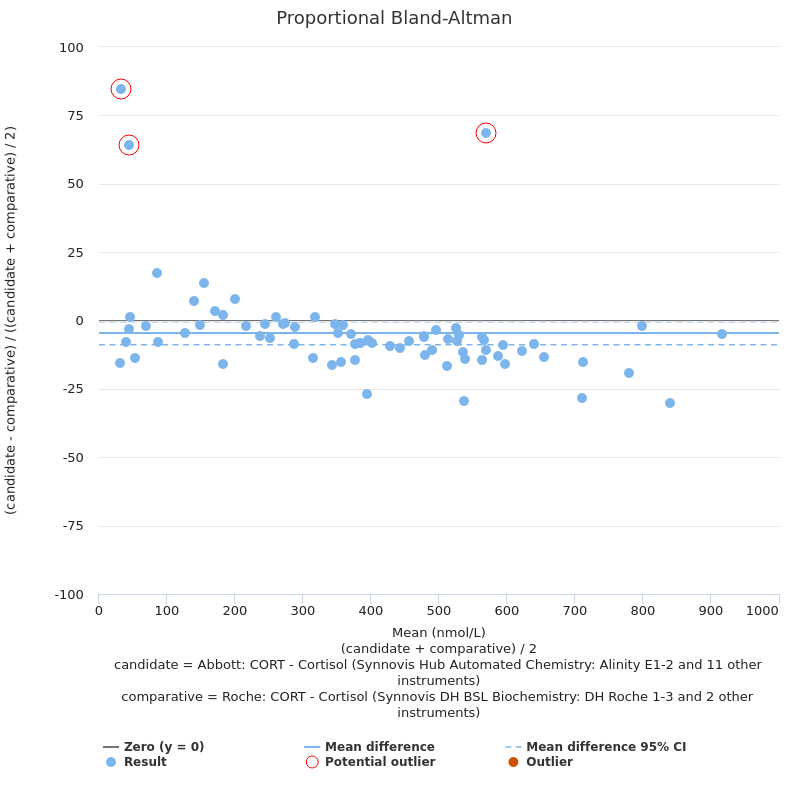 Proportional Bland-Altman
(candidate - comparative) / ((candidate + comparative) / 2)
100
75
50
25
0
-25
-50
-75
-100
0 100 200 300 400 500 600 700 800 900 1000
Mean (nmol/L)
(candidate + comparative) / 2
candidate = Abbott: CORT - Cortisol (Synnovis Hub Automated Chemistry: Alinity E1-2 and 11 other
instruments)
comparative = Roche: CORT - Cortisol (Synnovis DH BSL Biochemistry: DH Roche 1-3 and 2 other
instruments)
Zero (y = 0) Mean difference Mean difference 95% CI
Result Potential outlier Outlier